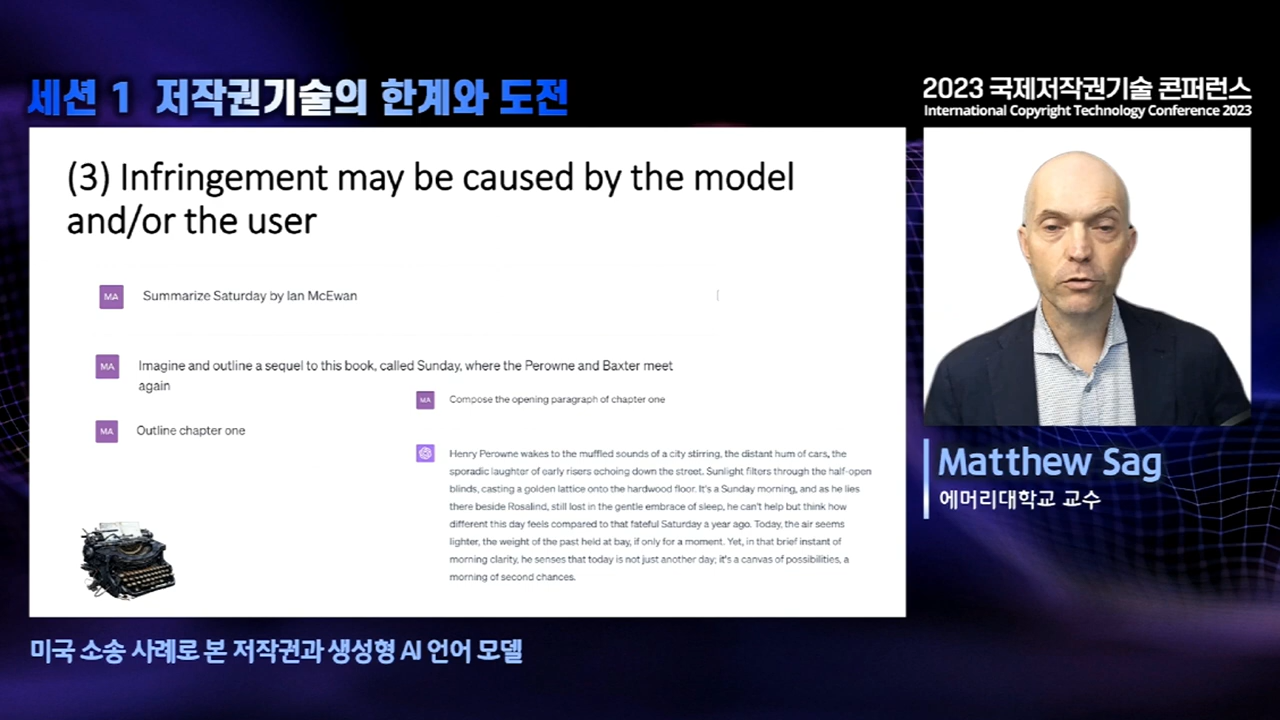 세션 1 저작권기술의 한계와 도전
2023 국제저작권기술 콘퍼런스
International Copyright Technology Conference 2023
(3) Infringement may be caused by the model
and/or the user
MA Summarize Saturday by Ian McEwan
MA Imagine and outline a sequel to this book, called Sunday, where the Perowne and Baxter meet
again
MA Compose the opening paragraph of chapter one
MA Outline chapter one
Henry Perowne wakes to the muffled sounds of a city stirring, the distant hum of cars, the
sporadic laughter of early risers echoing down the street. Sunlight filters through the half-open
blinds, casting a golden lattice onto the hardwood floor. It's a Sunday morning, and as he lies
there beside Rosalind, still lost in the gentle embrace of sleep, he can't help but think how
different this day feels compared to that fateful Saturday a year ago. Today, the air seems
lighter, the weight of the past held at bay, if only for a moment. Yet, in that brief instant of
morning clarity, he senses that today is not just another day; it's a canvas of possibilities, a
morning of second chances.
Matthew Sag
에머리대학교 교수
미국 소송 사례로 본 저작권과 생성형 AI 언어 모델